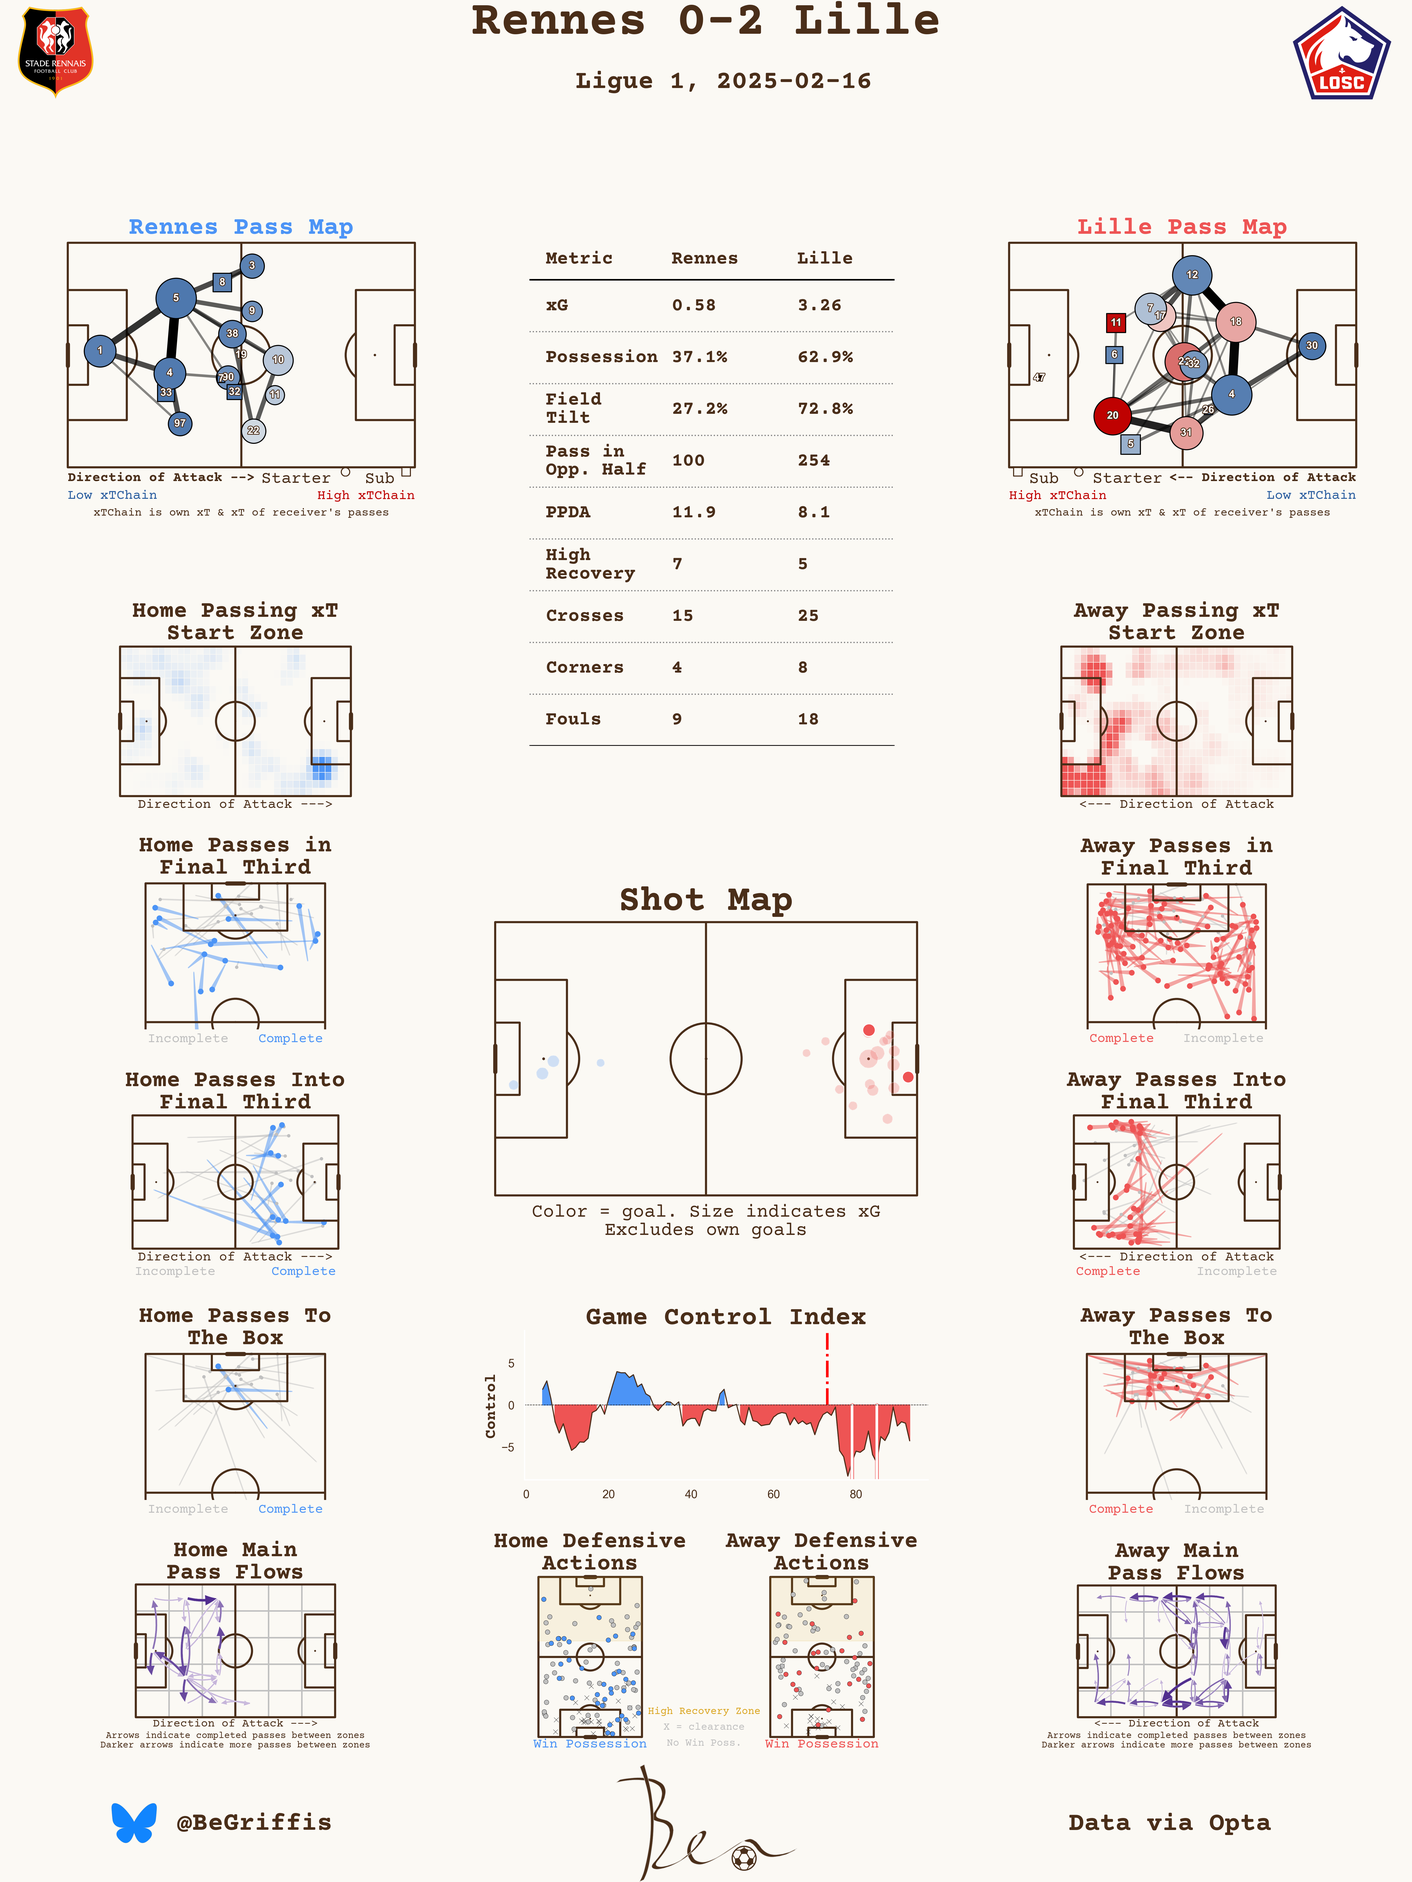 Rennes 0-2 Lille
Ligue 1, 2025-02-16
STADE RENNAIS
FOOTBALL CLUB
1901
LOSC
Rennes Pass Map
3
8
5
9
38
1
19
10
4
7
90
33
32
11
97
22
Direction of Attack --> Starter Sub
Low xTChain High xTChain
xTChain is own xT & xT of receiver's passes
Metric Rennes Lille
xG 0.58 3.26
Possession 37.1% 62.9%
Field
Tilt 27.2% 72.8%
Pass in
Opp. Half 100 254
PPDA 11.9 8.1
High
Recovery 7 5
Crosses 15 25
Corners 4 8
Fouls 9 18
Lille Pass Map
12
7
17
11
18
6
30
32
47
4
20
26
31
5
Sub Starter <-- Direction of Attack
High xTChain Low xTChain
xTChain is own xT & xT of receiver's passes
Home Passing xT
Start Zone
Direction of Attack --->
Away Passing xT
Start Zone
<--- Direction of Attack
Home Passes in
Final Third
Incomplete Complete
Away Passes in
Final Third
Complete Incomplete
Shot Map
Color = goal. Size indicates xG
Excludes own goals
Home Passes Into
Final Third
Direction of Attack --->
Incomplete Complete
Away Passes Into
Final Third
<--- Direction of Attack
Complete Incomplete
Home Passes To
The Box
Incomplete Complete
Game Control Index
Control
5
0
−5
0 20 40 60 80
Away Passes To
The Box
Complete Incomplete
Home Main
Pass Flows
Direction of Attack --->
Arrows indicate completed passes between zones
Darker arrows indicate more passes between zones
Home Defensive
Actions
Win Possession
Away Defensive
Actions
Win Possession
High Recovery Zone
X = clearance
No Win Poss.
Away Main
Pass Flows
<--- Direction of Attack
Arrows indicate completed passes between zones
Darker arrows indicate more passes between zones
@BeGriffis
Ben
Data via Opta